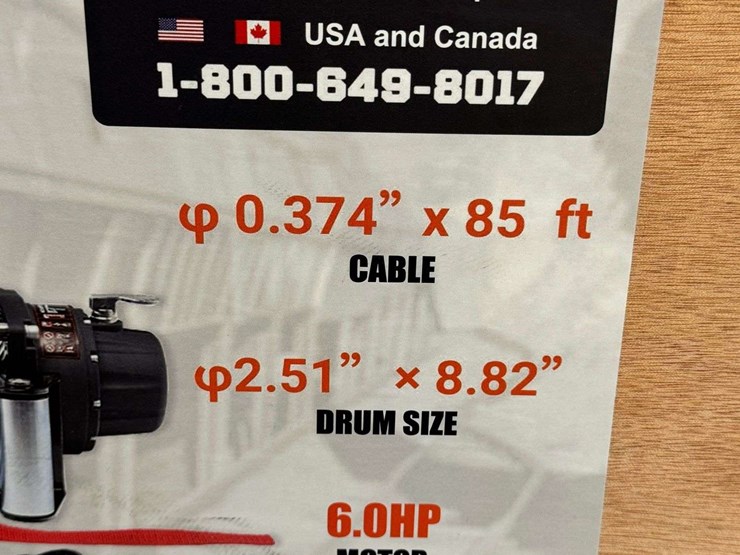 USA and Canada
1-800-649-8017
φ 0.374” x 85 ft
CABLE
φ2.51” × 8.82”
DRUM SIZE
6.0HP
MOTOR